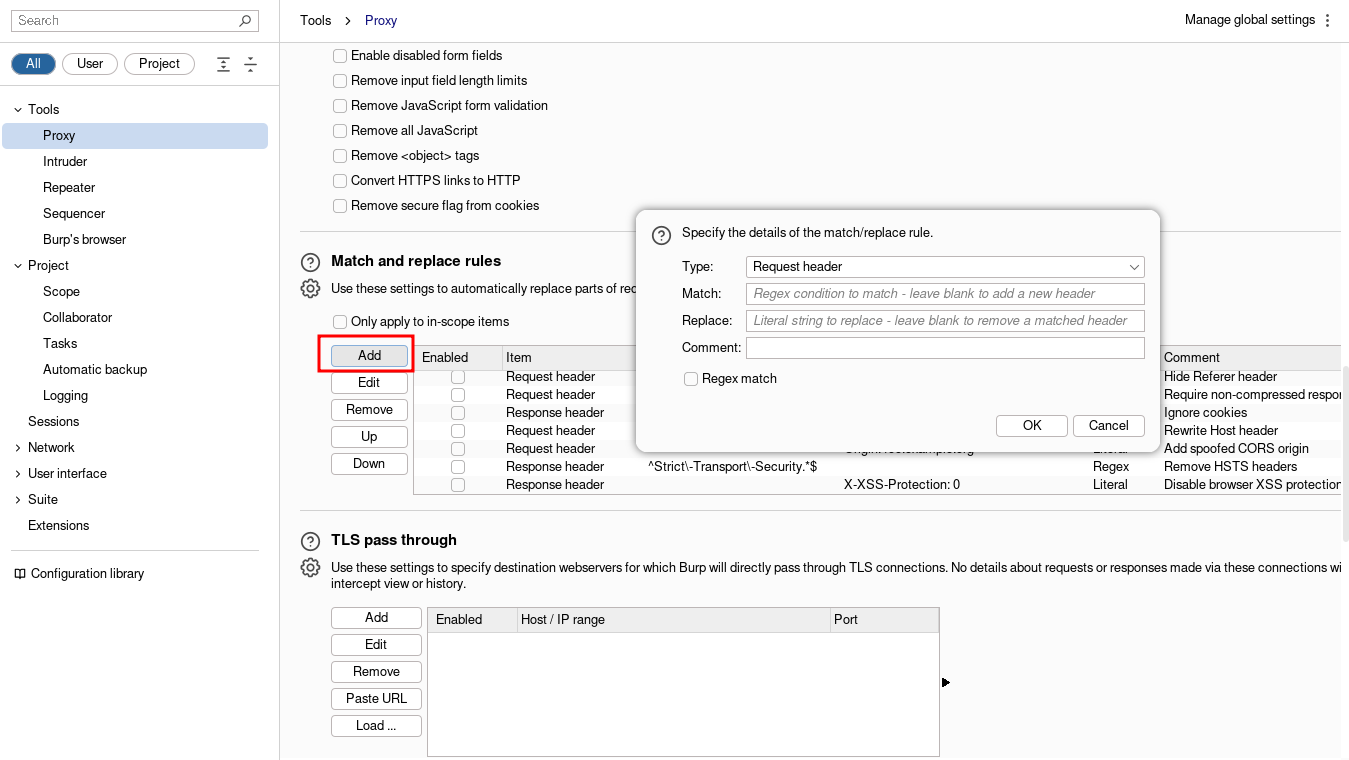 Search
Tools > Proxy
Manage global settings
All
User
Project
Tools
Proxy
Intruder
Repeater
Sequencer
Burp's browser
Project
Scope
Collaborator
Tasks
Automatic backup
Logging
Sessions
Network
User interface
Suite
Extensions
Configuration library
Enable disabled form fields
Remove input field length limits
Remove JavaScript form validation
Remove all JavaScript
Remove <object> tags
Convert HTTPS links to HTTP
Remove secure flag from cookies
Match and replace rules
Use these settings to automatically replace parts of
Only apply to in-scope items
Add
Edit
Remove
Up
Down
Enabled Item Comment
Request header Hide Referer header
Request header Require non-compressed
Response header Ignore cookies
Request header Rewrite Host header
Request header Add spoofed CORS origin
Response header ^Strict\-Transport\-Security.*$ Regex Remove HSTS headers
Response header X-XSS-Protection: 0 Literal Disable browser XSS protection
Specify the details of the match/replace rule.
Type: Request header
Match: Regex condition to match - leave blank to add a new header
Replace: Literal string to replace - leave blank to remove a matched header
Comment:
Regex match
OK
Cancel
TLS pass through
Use these settings to specify destination webservers for which Burp will directly pass through TLS connections. No details about requests or responses made via these connections
intercept view or history.
Add
Edit
Remove
Paste URL
Load ...
Enabled Host / IP range Port